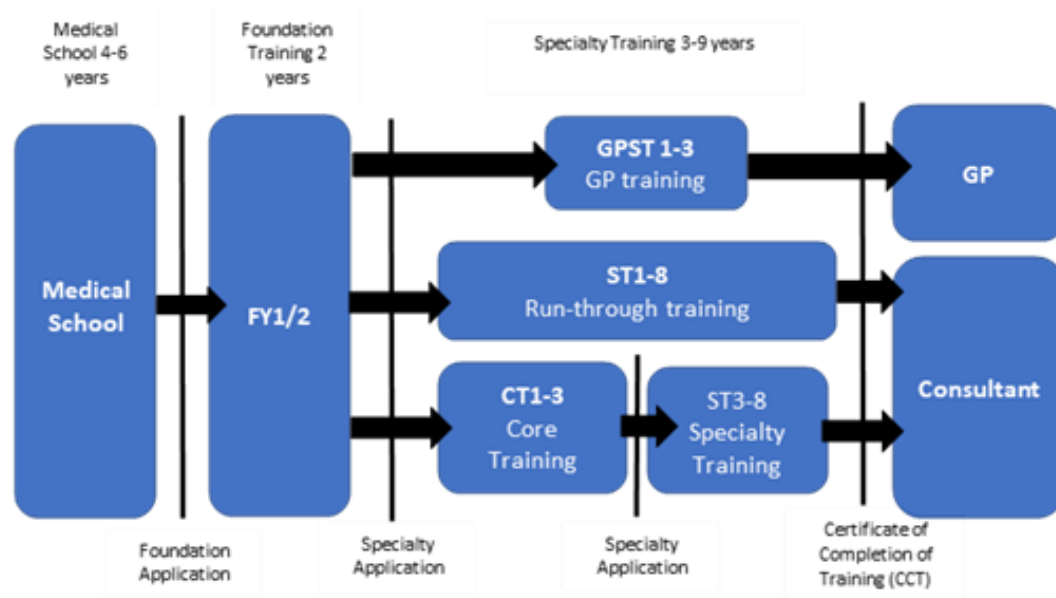 Medical
School 4-6
years
Foundation
Training 2
years
Specialty Training 3-9 years
Medical
School
FY1/2
GPST 1-3
GP training
GP
ST1-8
Run-through training
CT1-3
Core
Training
ST3-8
Specialty
Training
Consultant
Foundation
Application
Specialty
Application
Specialty
Application
Certificate of
Completion of
Training (CCT)